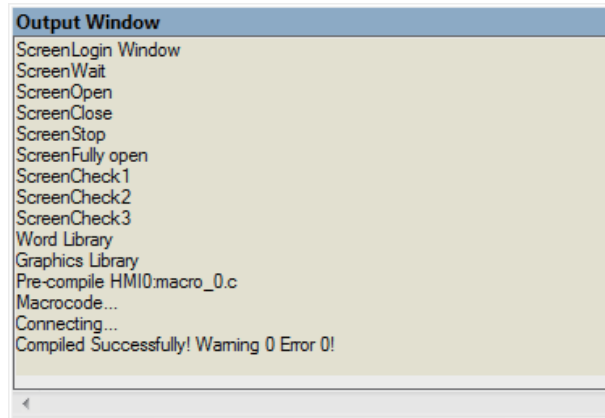 Output Window
ScreenLogin Window
ScreenWait
ScreenOpen
ScreenClose
ScreenStop
ScreenFully open
ScreenCheck1
ScreenCheck2
ScreenCheck3
Word Library
Graphics Library
Pre-compile HMI0:macro_0.c
Macrocode...
Connecting...
Compiled Successfully! Warning 0 Error 0!